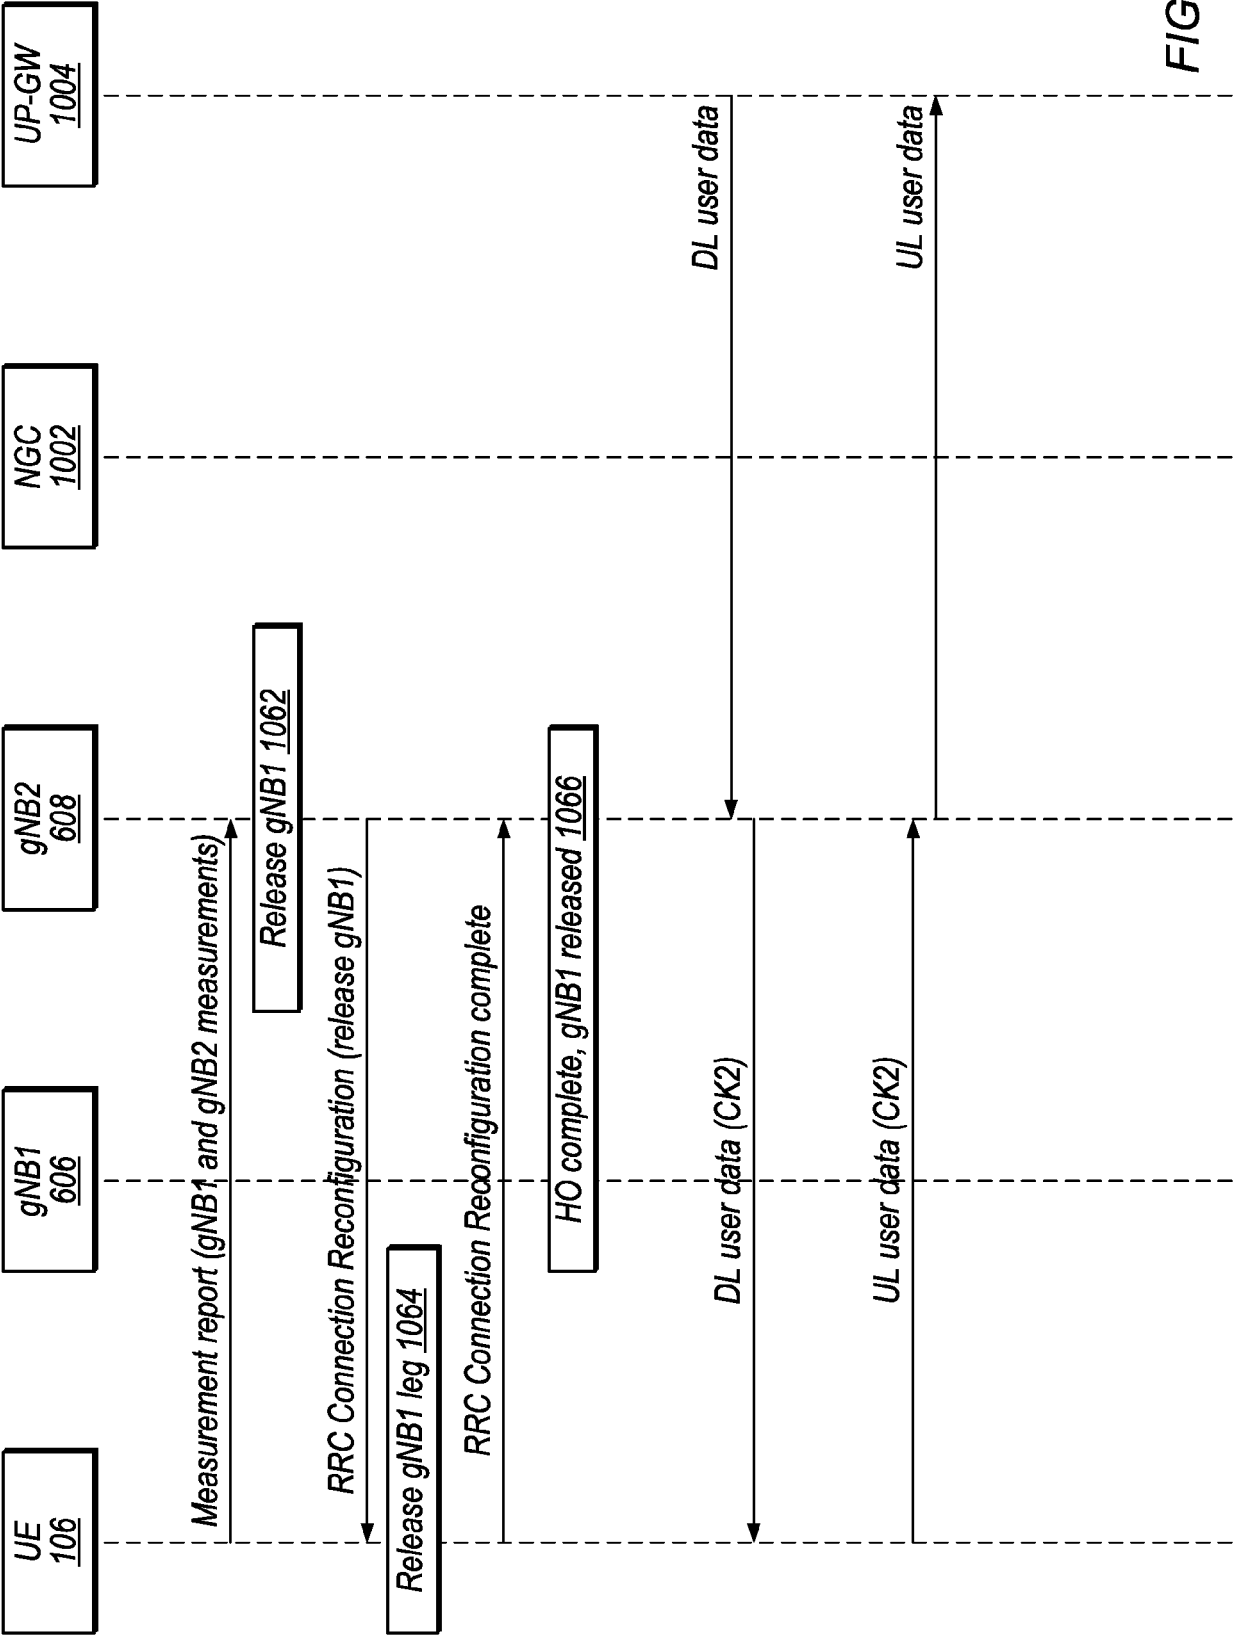 UE
106
gNB1
606
gNB2
608
NGC
1002
UP-GW
1004
Measurement report (gNB1 and gNB2 measurements)
Release gNB1 1062
RRC Connection Reconfiguration (release gNB1)
Release gNB1 leg 1064
RRC Connection Reconfiguration complete
HO complete, gNB1 released 1066
DL user data
DL user data (CK2)
UL user data (CK2)
UL user data
FIG